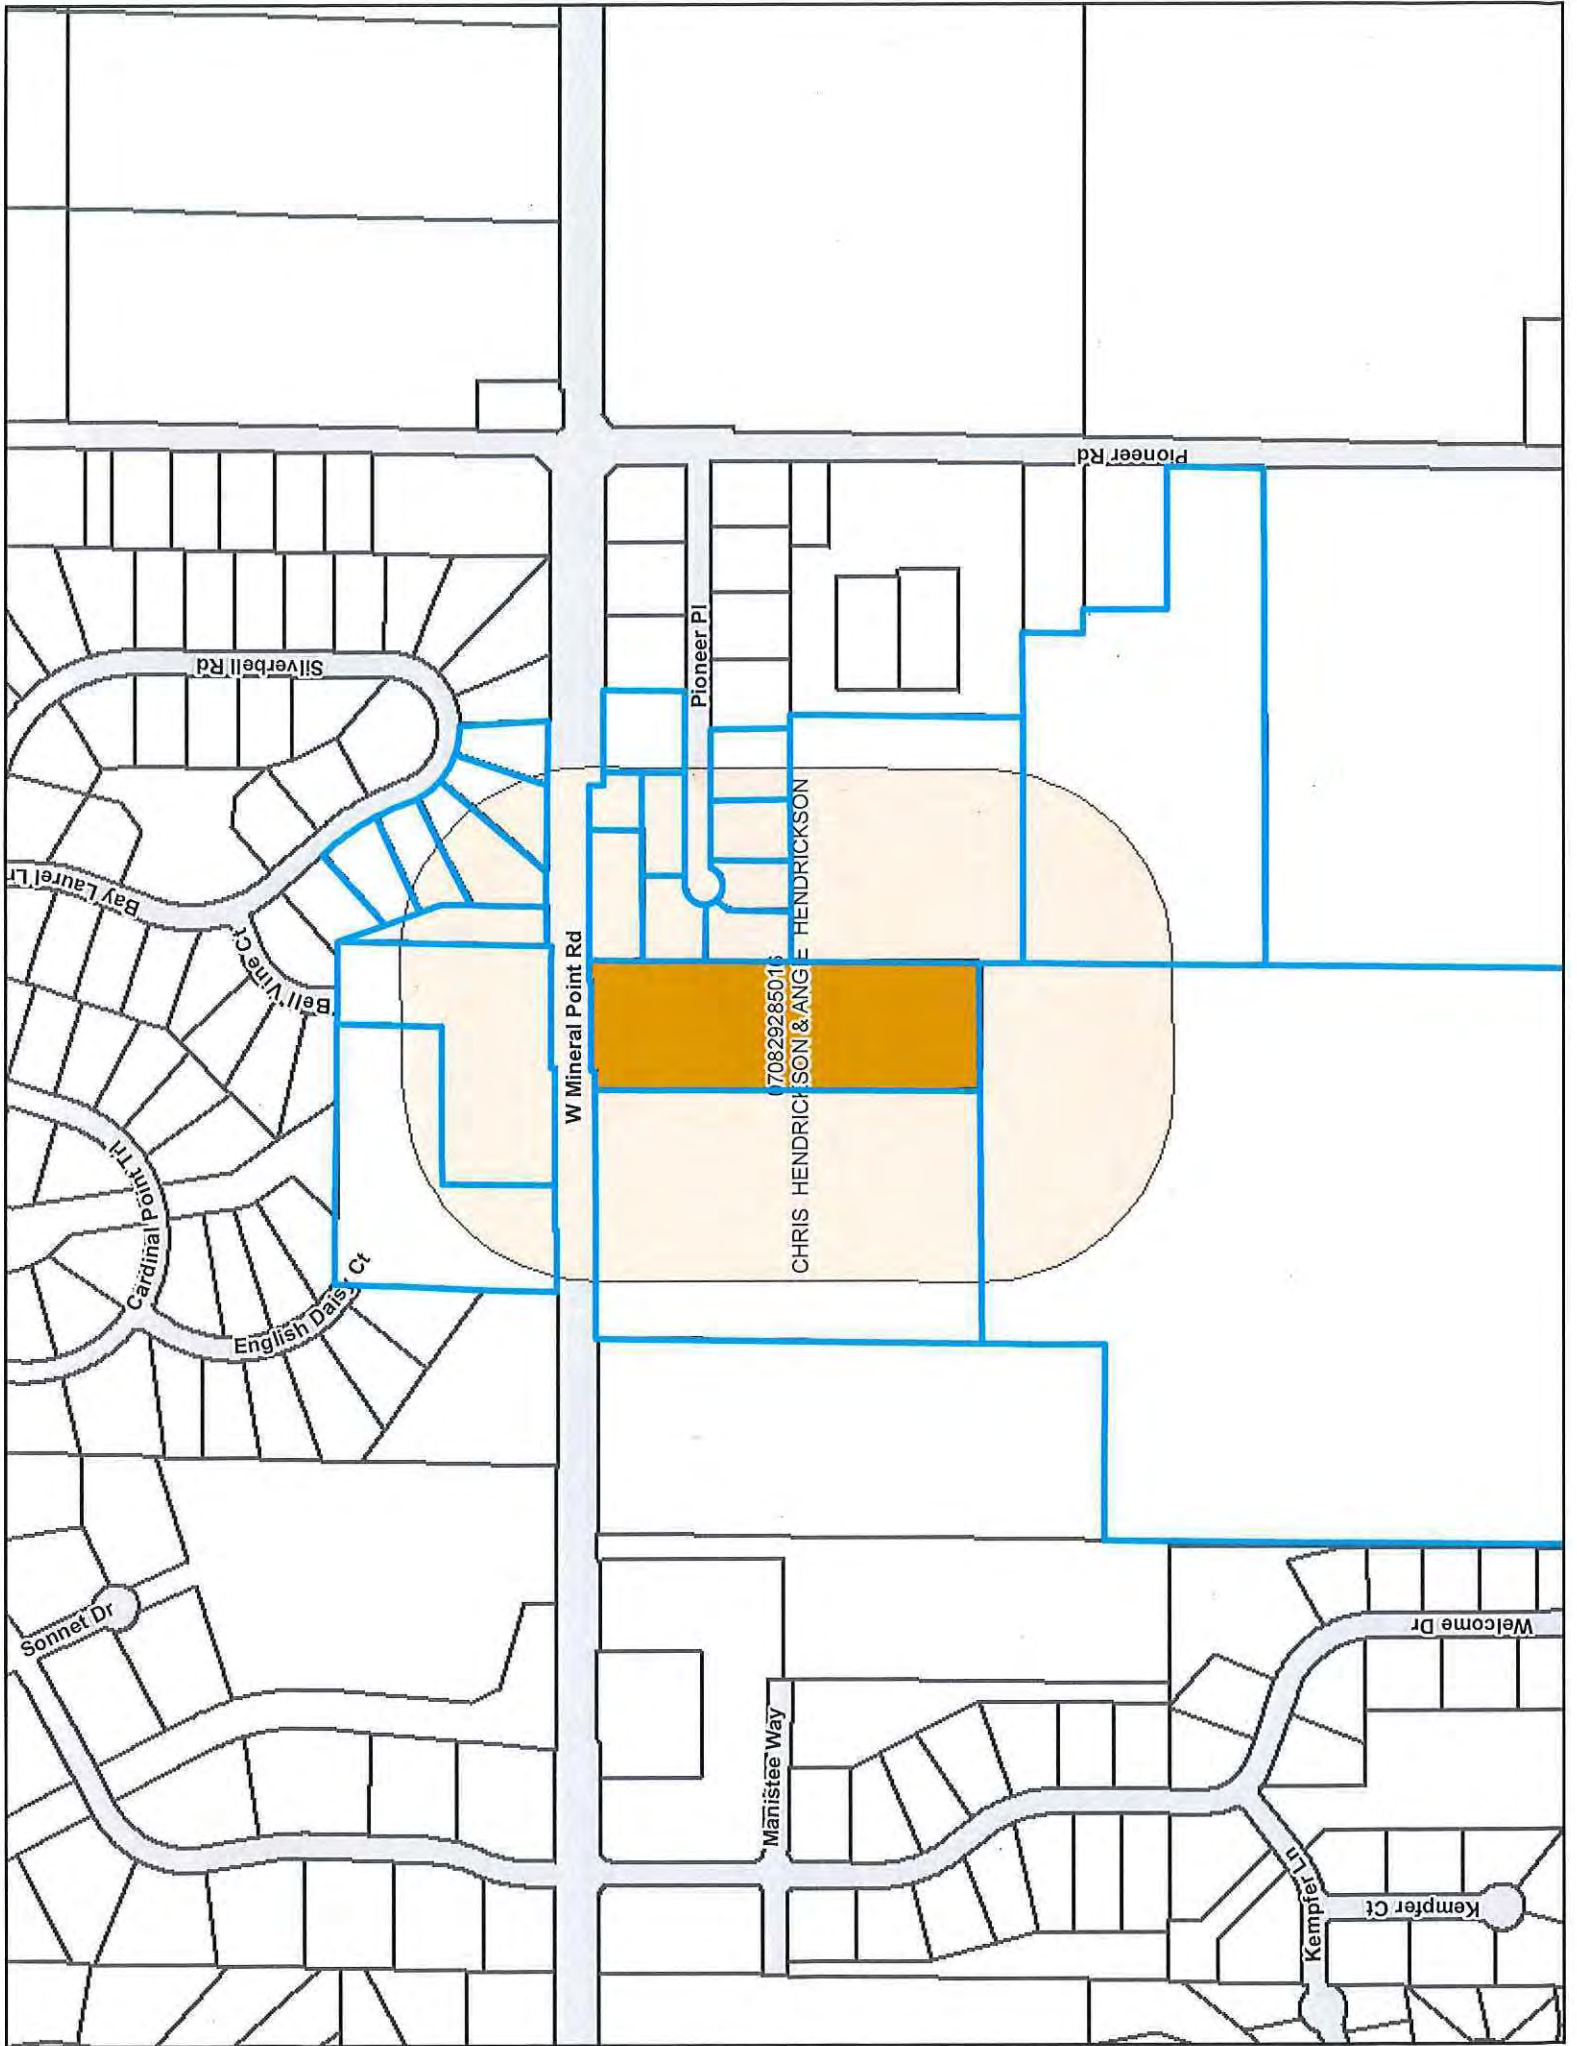 Pioneer Rd
Silverbell Rd
Pioneer Pl
Bay Laurel Ln
Bell Vine Ct
W Mineral Point Rd
070829285016
CHRIS HENDRICKSON & ANGIE HENDRICKSON
Cardinal Point Trl
English Daisy Ct
Sonnet Dr
Welcome Dr
Manistee Way
Kempfer Ln
Kempfer Ct